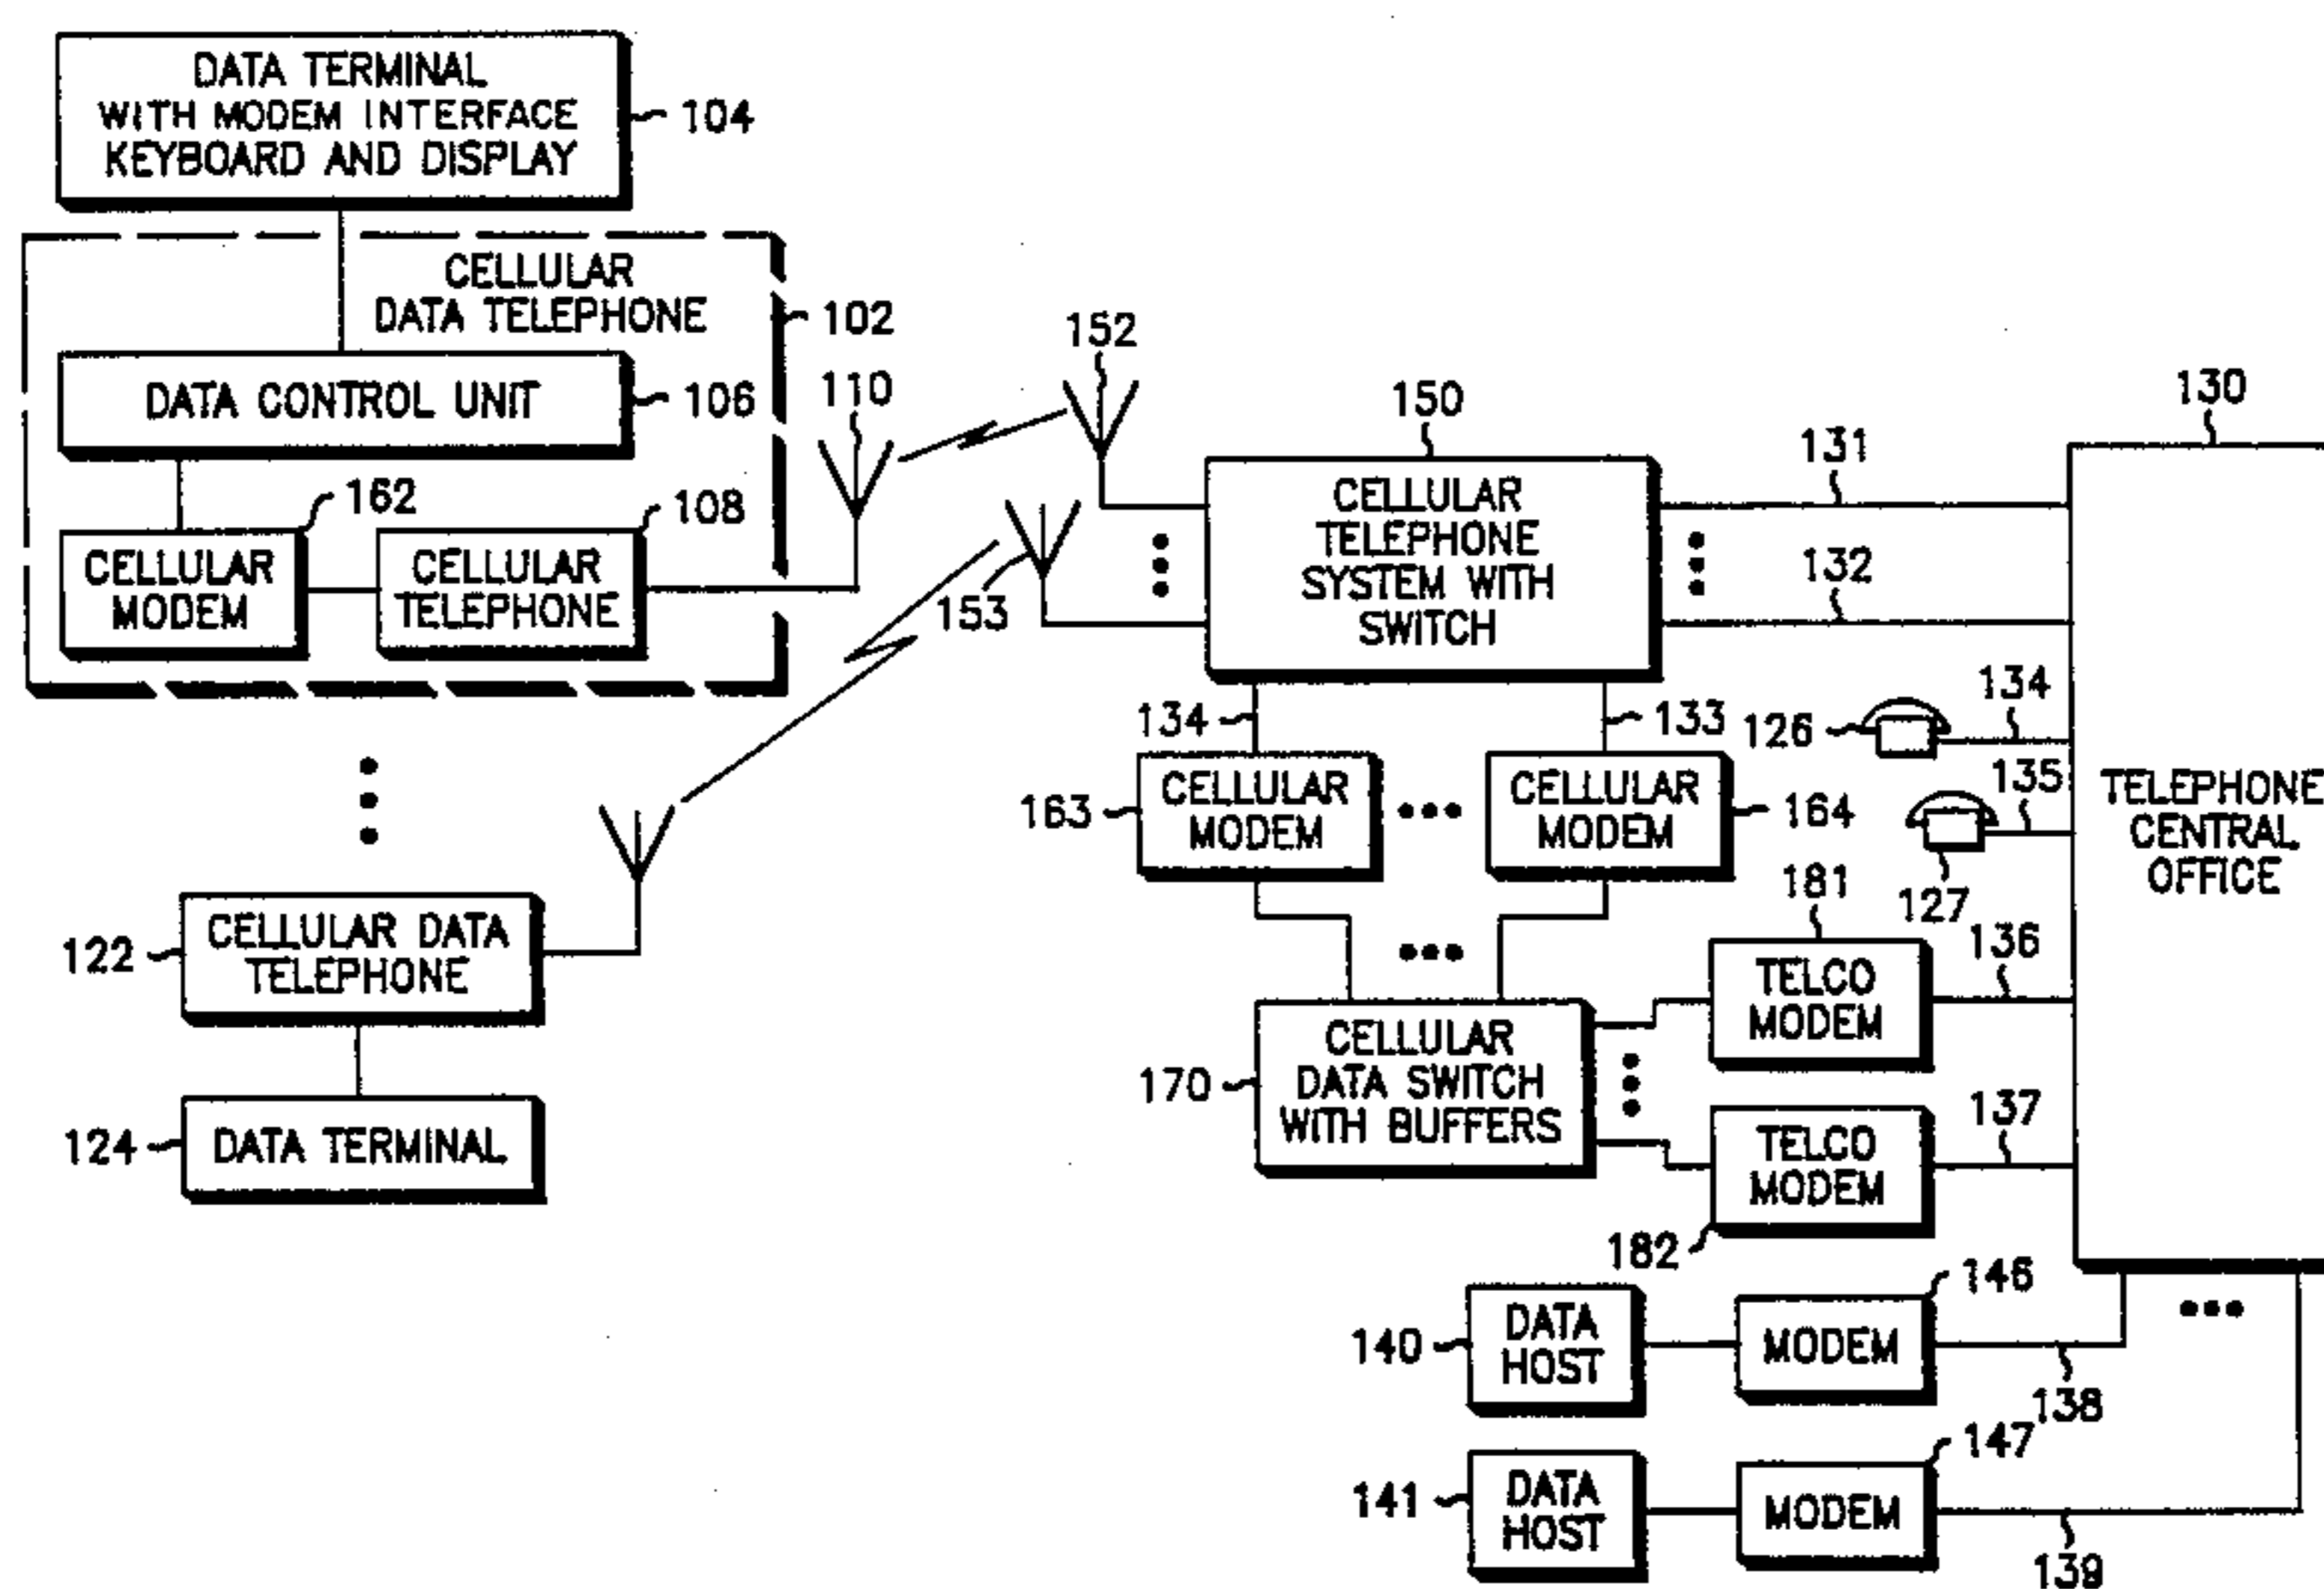 DATA TERMINAL
WITH MODEM INTERFACE
KEYBOARD AND DISPLAY
104
CELLULAR
DATA TELEPHONE
102
DATA CONTROL UNIT
106
110
162
108
CELLULAR
MODEM
CELLULAR
TELEPHONE
152
153
150
CELLULAR
TELEPHONE
SYSTEM WITH
SWITCH
131
132
130
TELEPHONE
CENTRAL
OFFICE
134
133
126
134
135
127
163
CELLULAR
MODEM
CELLULAR
MODEM
164
122
CELLULAR DATA
TELEPHONE
124
DATA TERMINAL
170
CELLULAR
DATA SWITCH
WITH BUFFERS
181
TELCO
MODEM
136
TELCO
MODEM
137
182
140
DATA
HOST
MODEM
146
138
141
DATA
HOST
MODEM
147
139